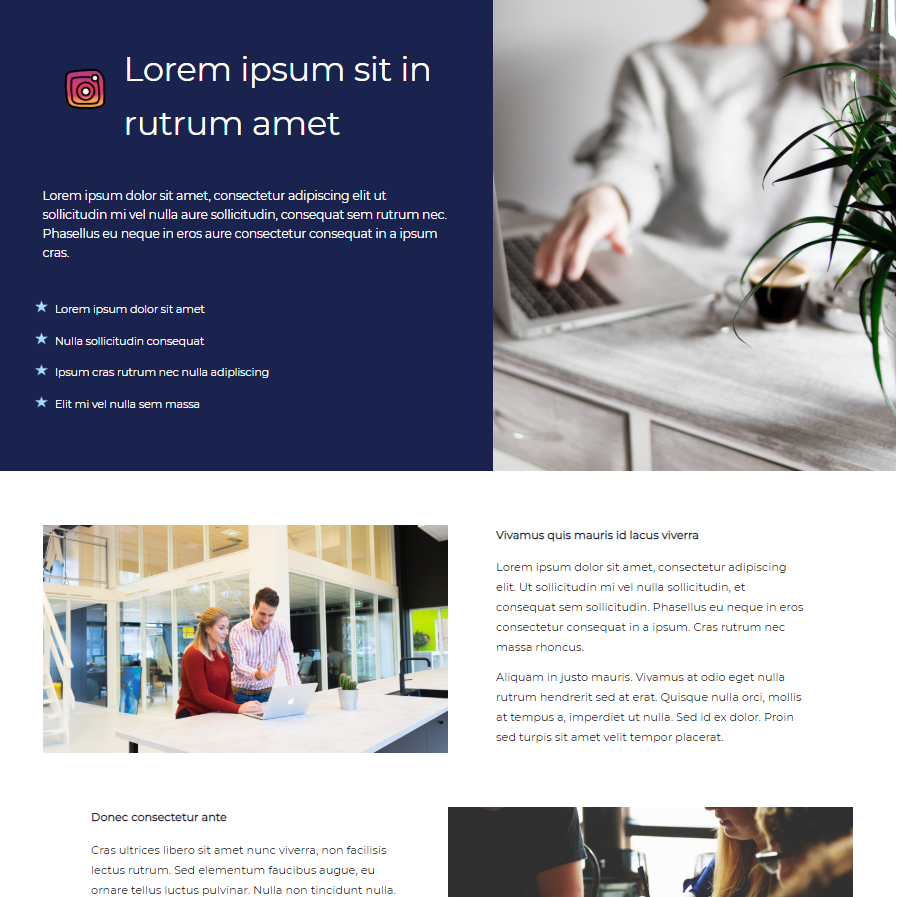 Lorem ipsum sit in
rutrum amet
Lorem ipsum dolor sit amet, consectetur adipiscing elit ut
sollicitudin mi vel nulla aure sollicitudin, consequat sem rutrum nec.
Phasellus eu neque in eros aure consectetur consequat in a ipsum
cras.
Lorem ipsum dolor sit amet
Nulla sollicitudin consequat
Ipsum cras rutrum nec nulla adipliscing
Elit mi vel nulla sem massa
Vivamus quis mauris id lacus viverra
Lorem ipsum dolor sit amet, consectetur adipiscing
elit. Ut sollicitudin mi vel nulla sollicitudin, et
consequat sem sollicitudin. Phasellus eu neque in eros
consectetur consequat in a ipsum. Cras rutrum nec
massa rhoncus.
Aliquam in justo mauris. Vivamus at odio eget nulla
rutrum hendrerit sed at erat. Quisque nulla orci, mollis
at tempus a, imperdiet ut nulla. Sed id ex dolor. Proin
sed turpis sit amet velit tempor placerat.
Donec consectetur ante
Cras ultrices libero sit amet nunc viverra, non facilisis
lectus rutrum. Sed elementum faucibus augue, eu
ornare tellus luctus pulvinar. Nulla non tincidunt nulla.